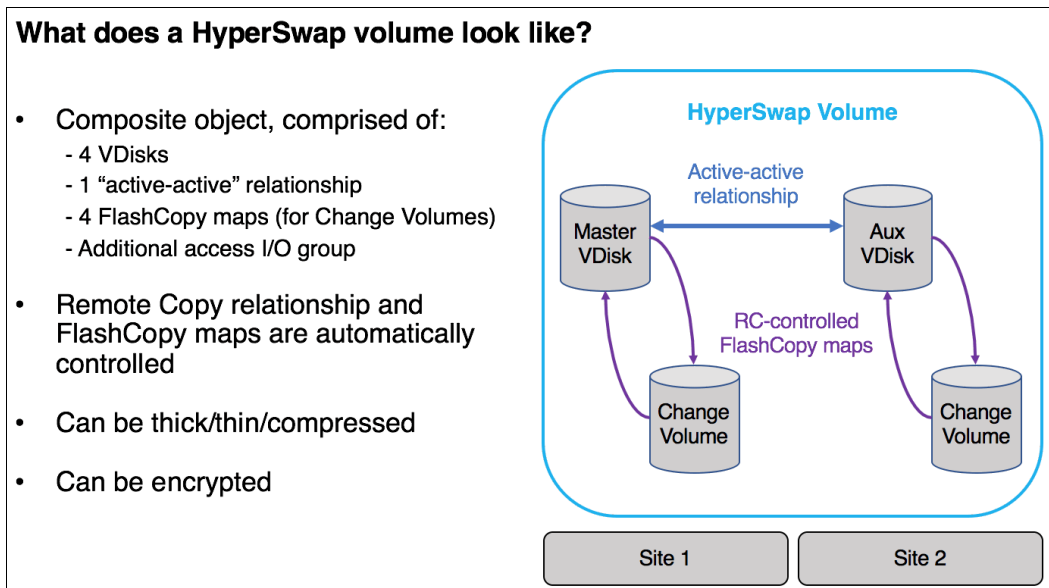 What does a HyperSwap volume look like?
• Composite object, comprised of:
- 4 VDisks
- 1 “active-active” relationship
- 4 FlashCopy maps (for Change Volumes)
- Additional access I/O group
• Remote Copy relationship and
FlashCopy maps are automatically
controlled
• Can be thick/thin/compressed
• Can be encrypted
HyperSwap Volume
Active-active
relationship
Master
VDisk
Aux
VDisk
RC-controlled
FlashCopy maps
Change
Volume
Change
Volume
Site 1
Site 2